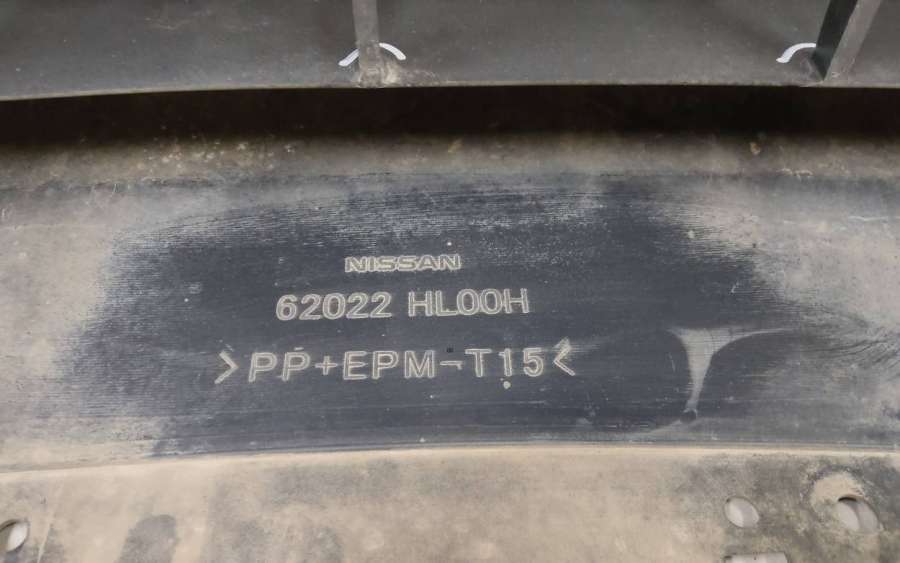 NISSAN
62022 HL00H
>PP+EPM-T15<